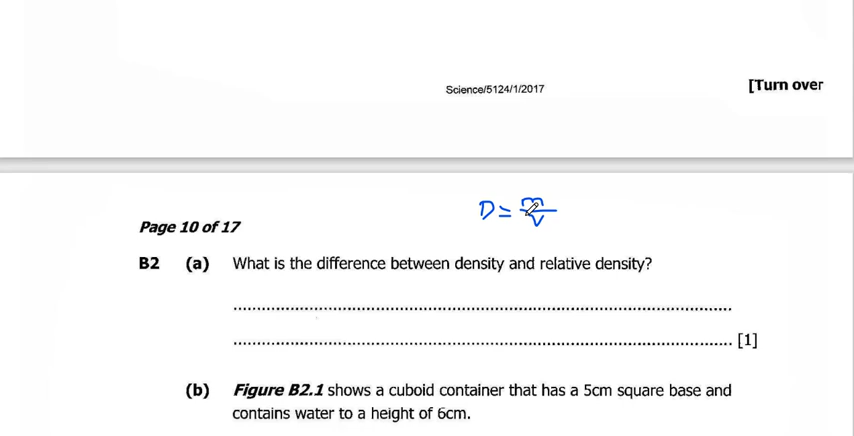 Science/5124/1/2017
[Turn over
D = m/V
Page 10 of 17
B2 (a) What is the difference between density and relative density?
........................................................................................................
........................................................................................................ [1]
(b) Figure B2.1 shows a cuboid container that has a 5cm square base and
contains water to a height of 6cm.